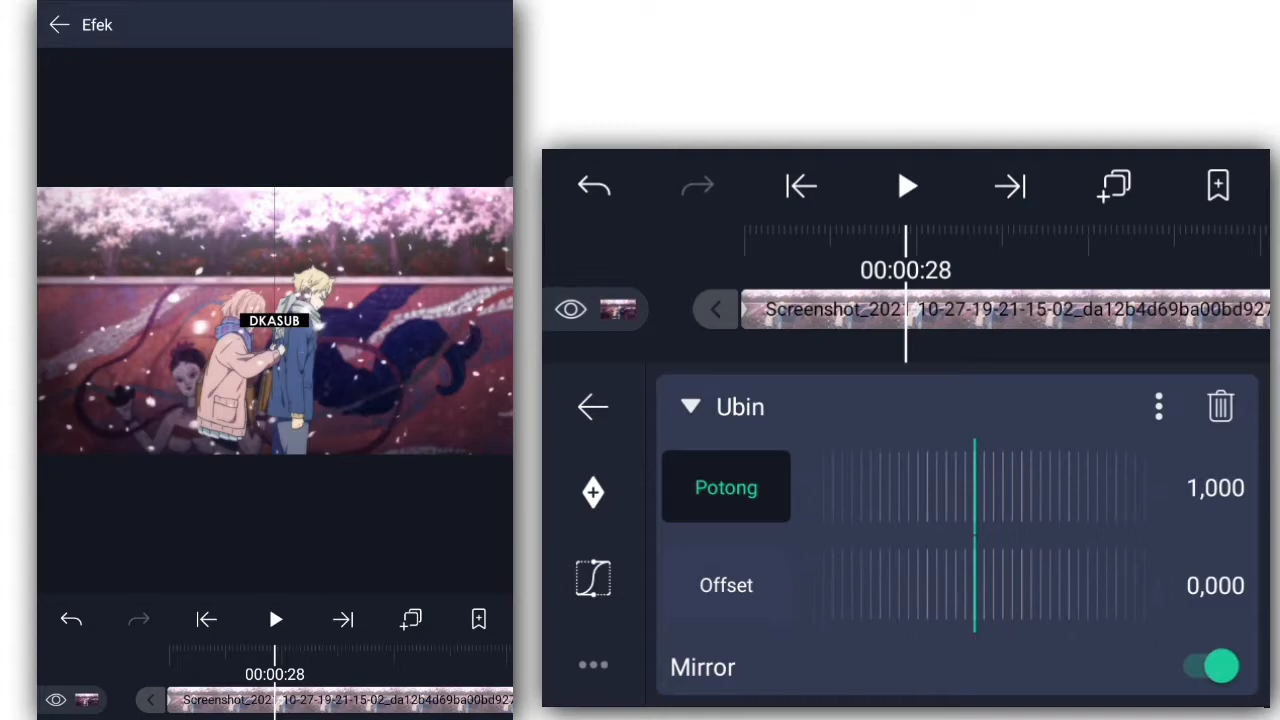 Efek
DKASUB
00:00:28
Screenshot_202 10-27-19-21-15-02_da12b4d69ba00bd927
00:00:28
Screenshot_202 10-27-19-21-15-02_da12b4d69ba00bd927
Ubin
Potong
1,000
Offset
0,000
Mirror